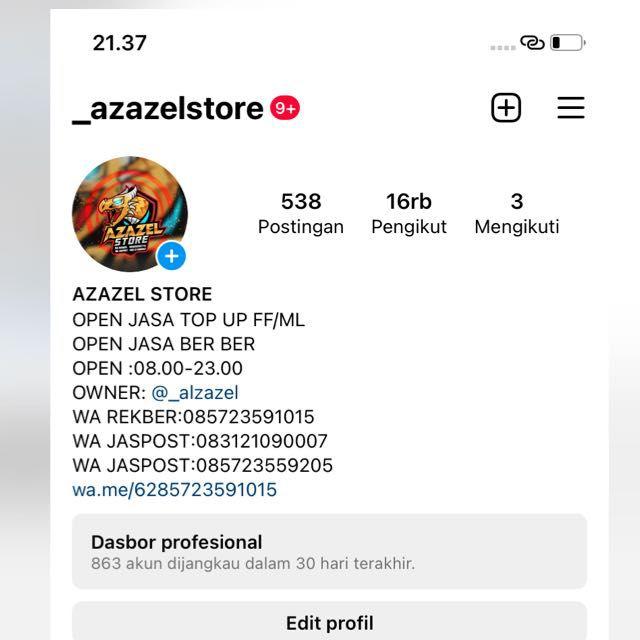 21.37
_azazelstore 9+
AZAZEL
STORE
538 16rb 3
Postingan Pengikut Mengikuti
AZAZEL STORE
OPEN JASA TOP UP FF/ML
OPEN JASA BER BER
OPEN :08.00-23.00
OWNER: @_alzazel
WA REKBER:085723591015
WA JASPOST:083121090007
WA JASPOST:085723559205
wa.me/6285723591015
Dasbor profesional
863 akun dijangkau dalam 30 hari terakhir.
Edit profil